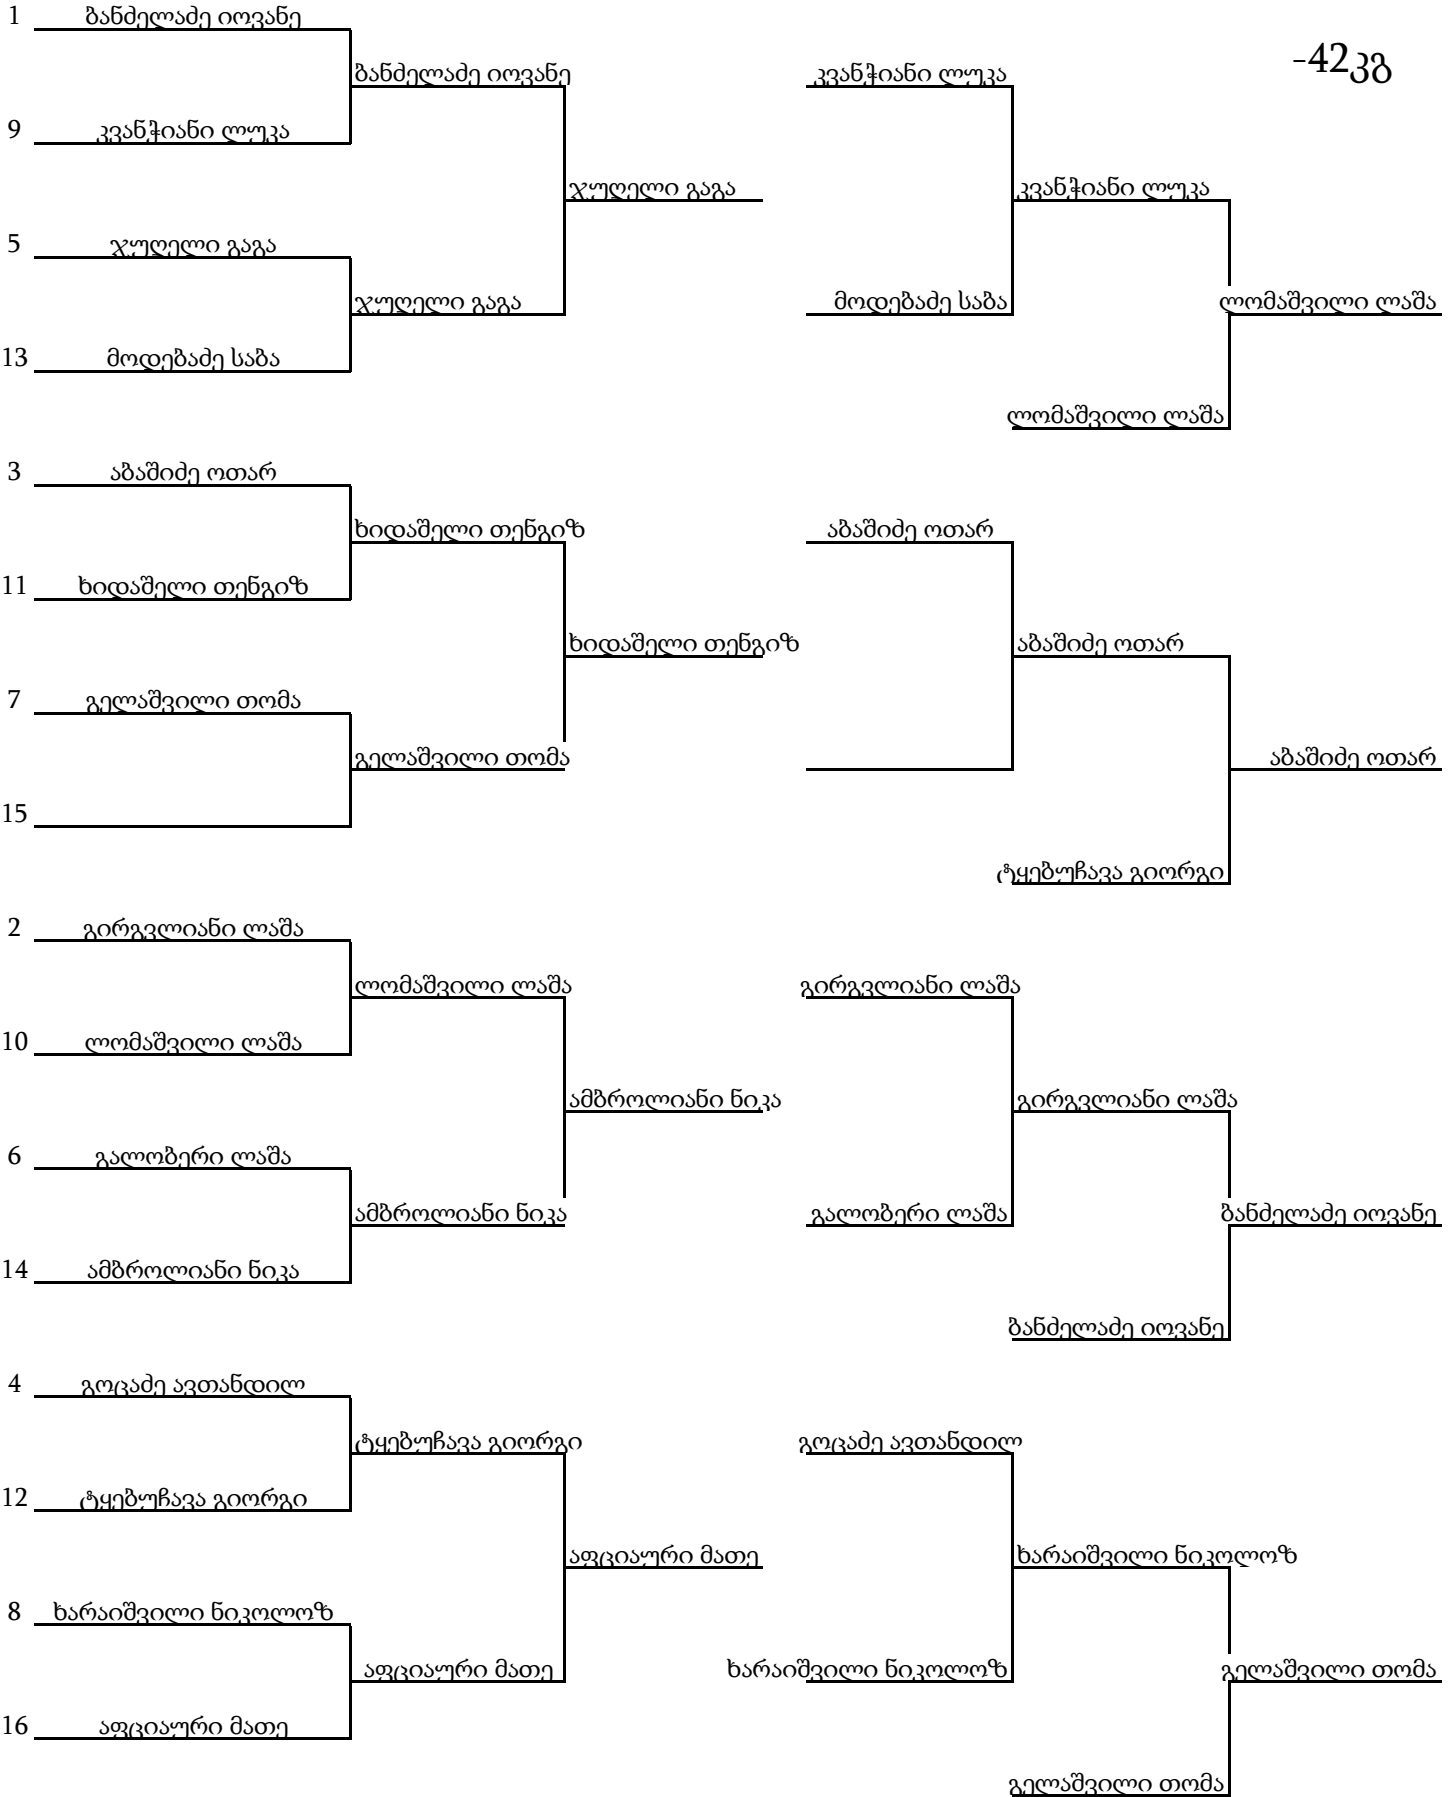 1 ბანძელაძე იოვანე
ბანძელაძე იოვანე
კვანჭიანი ლუკა
-42კგ
9 კვანჭიანი ლუკა
ჯუღელი გაგა
კვანჭიანი ლუკა
5 ჯუღელი გაგა
ჯუღელი გაგა
მოდებაძე საბა
ლომაშვილი ლაშა
13 მოდებაძე საბა
ლომაშვილი ლაშა
3 აბაშიძე ოთარ
ხიდაშელი თენგიზ
აბაშიძე ოთარ
11 ხიდაშელი თენგიზ
ხიდაშელი თენგიზ
აბაშიძე ოთარ
7 გელაშვილი თომა
გელაშვილი თომა
აბაშიძე ოთარ
15
ტყებუჩავა გიორგი
2 გირგვლიანი ლაშა
ლომაშვილი ლაშა
გირგვლიანი ლაშა
10 ლომაშვილი ლაშა
ამბროლიანი ნიკა
გირგვლიანი ლაშა
6 გალობერი ლაშა
ამბროლიანი ნიკა
გალობერი ლაშა
ბანძელაძე იოვანე
14 ამბროლიანი ნიკა
ბანძელაძე იოვანე
4 გოცაძე ავთანდილ
ტყებუჩავა გიორგი
გოცაძე ავთანდილ
12 ტყებუჩავა გიორგი
აფციაური მათე
ხარაიშვილი ნიკოლოზ
8 ხარაიშვილი ნიკოლოზ
აფციაური მათე
ხარაიშვილი ნიკოლოზ
გელაშვილი თომა
16 აფციაური მათე
გელაშვილი თომა